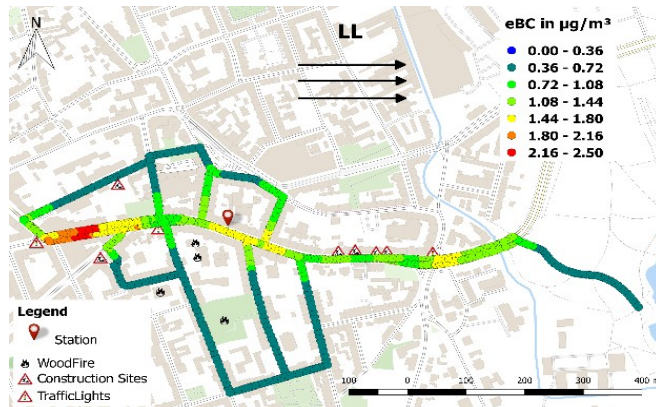 N
LL
eBC in µg/m³
0.00 - 0.36
0.36 - 0.72
0.72 - 1.08
1.08 - 1.44
1.44 - 1.80
1.80 - 2.16
2.16 - 2.50
Legend
Station
WoodFire
Construction Sites
TrafficLights
100 0 100 200 300 400 m